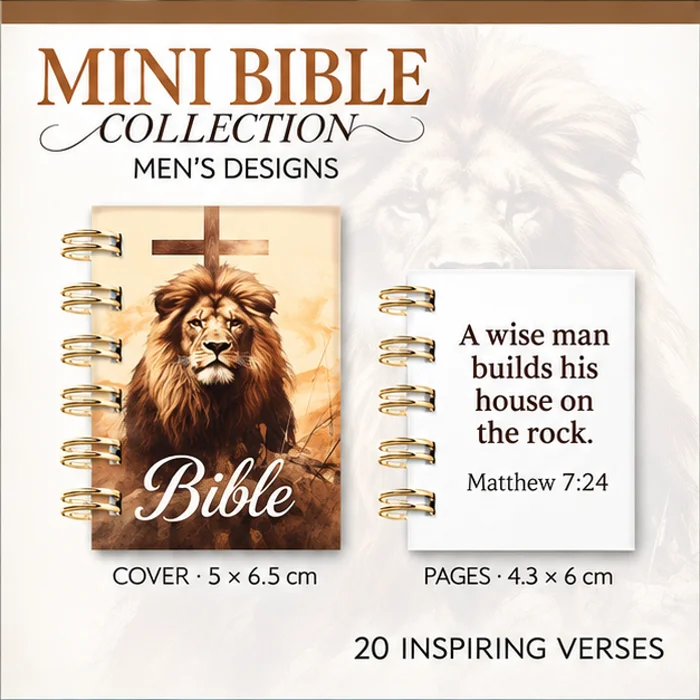 MINI BIBLE
COLLECTION
MEN'S DESIGNS
Bible
A wise man
builds his
house on
the rock.
Matthew 7:24
COVER · 5 × 6.5 cm
PAGES · 4.3 × 6 cm
20 INSPIRING VERSES